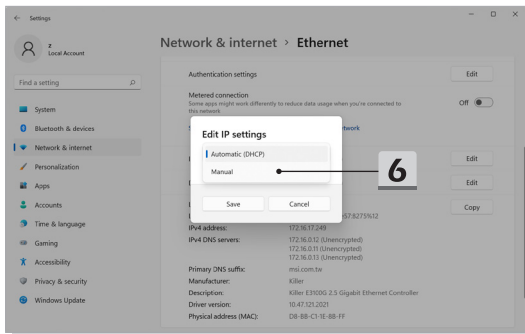 Settings
z
Local Account
Find a setting
System
Bluetooth & devices
Network & internet
Personalization
Apps
Accounts
Time & language
Gaming
Accessibility
Privacy & security
Windows Update
Network & internet > Ethernet
Authentication settings
Edit
Metered connection
Some apps might work differently to reduce data usage when you're connected to
this network
Off
Edit IP settings
Automatic (DHCP)
Manual
6
Save
Cancel
Edit
Edit
Copy
IPv4 address: 172.16.17.249
IPv4 DNS servers: 172.16.0.12 (Unencrypted)
172.16.0.11 (Unencrypted)
172.16.0.13 (Unencrypted)
Primary DNS suffix: msi.com.tw
Manufacturer: Killer
Description: Killer E3100G 2.5 Gigabit Ethernet Controller
Driver version: 10.47.121.2021
Physical address (MAC): D8-BB-C1-1E-8B-FF